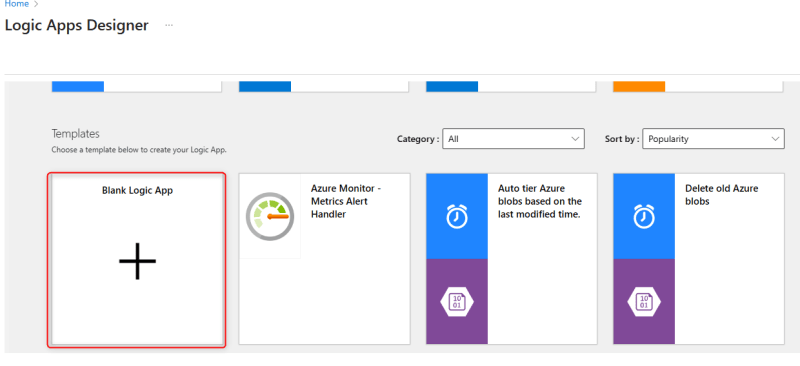 Home >
Logic Apps Designer ...
Templates
Choose a template below to create your Logic App.
Category : All
Sort by : Popularity
Blank Logic App
Azure Monitor -
Metrics Alert
Handler
Auto tier Azure
blobs based on the
last modified time.
Delete old Azure
blobs
10
01
10
01